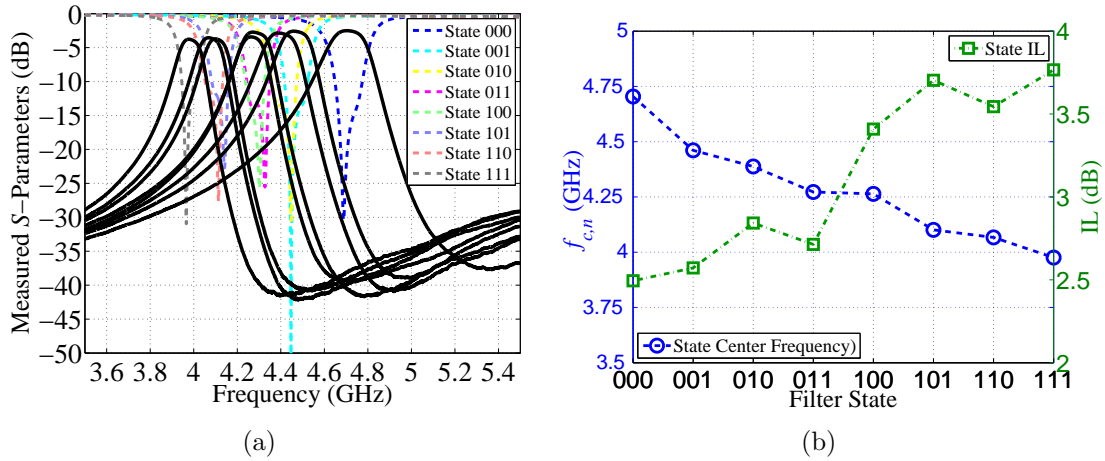 Measured S−Parameters (dB)
0
−5
−10
−15
−20
−25
−30
−35
−40
−45
−50
3.6 3.8 4 4.2 4.4 4.6 4.8 5 5.2 5.4
Frequency (GHz)
State 000
State 001
State 010
State 011
State 100
State 101
State 110
State 111
(a)
f_{c,n} (GHz)
5
4.75
4.5
4.25
4
3.75
3.5
State IL
State Center Frequency)
000 001 010 011 100 101 110 111
Filter State
4
3.5
3
2.5
2
IL (dB)
(b)